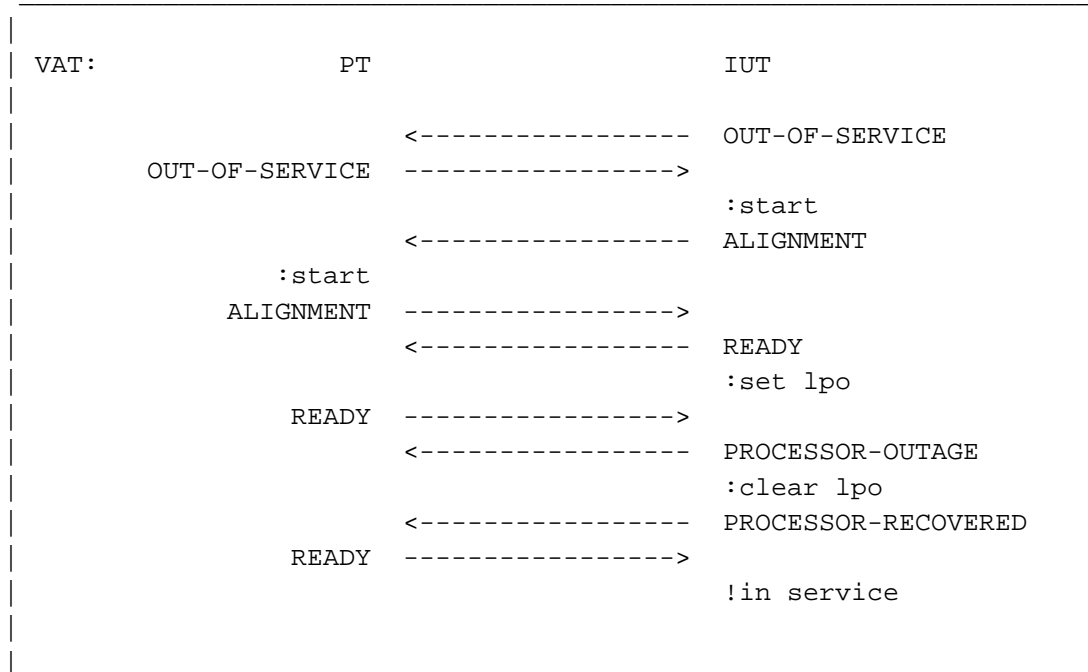 VAT: PT IUT
<----------------- OUT-OF-SERVICE
OUT-OF-SERVICE ----------------->
:start
<----------------- ALIGNMENT
:start
ALIGNMENT ----------------->
<----------------- READY
:set lpo
READY ----------------->
<----------------- PROCESSOR-OUTAGE
:clear lpo
<----------------- PROCESSOR-RECOVERED
READY ----------------->
!in service